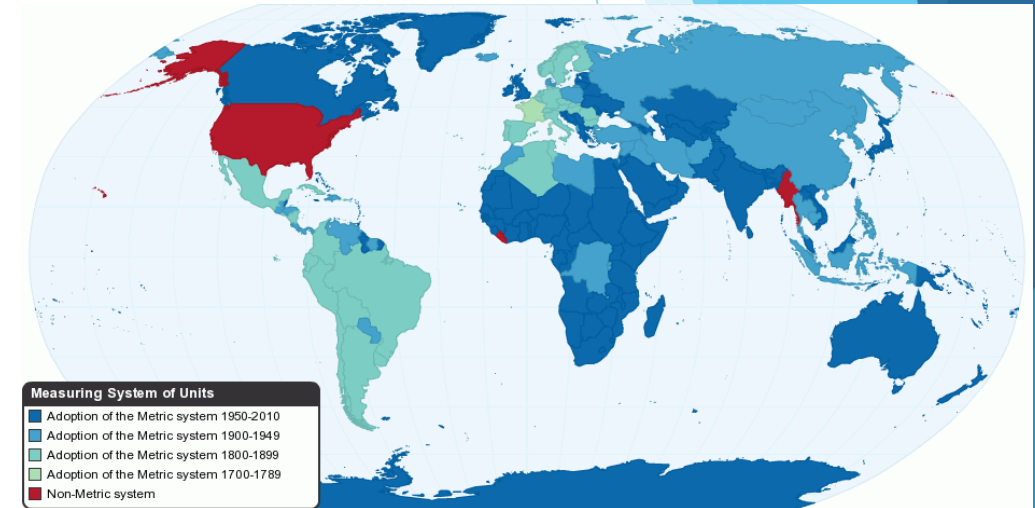 Measuring System of Units
Adoption of the Metric system 1950-2010
Adoption of the Metric system 1900-1949
Adoption of the Metric system 1800-1899
Adoption of the Metric system 1700-1789
Non-Metric system